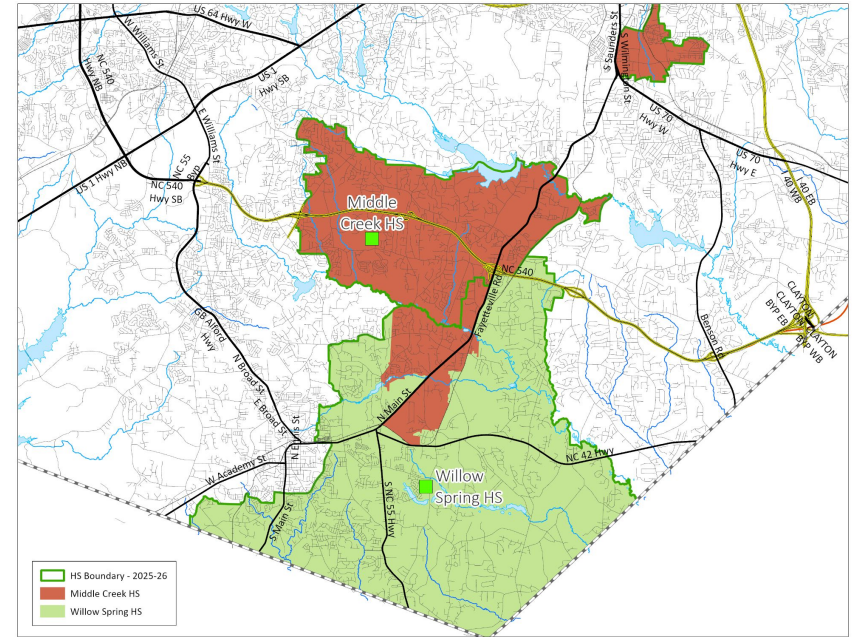 US 64 Hwy W
W Williams St
NC 540
Hwy NB
US 1
Hwy SB
E Williams St
NC 55
Byp
US 1 Hwy NB
NC 540
Hwy SB
S Saunders St
S Wilmington St
US 70
Hwy W
US 70
Hwy E
40 EB
40 WB
Middle
Creek HS
NC 540
Fayetteville Rd
GB Alford
Hwy
N Broad St
E Broad St
N Main St
Benson Rd
CLAYTON
CLAYTON
CLAYTON
BYP EB
BYP WB
W Academy St
S Main St
S NC 55 Hwy
NC 42 Hwy
Willow
Spring HS
HS Boundary - 2025-26
Middle Creek HS
Willow Spring HS